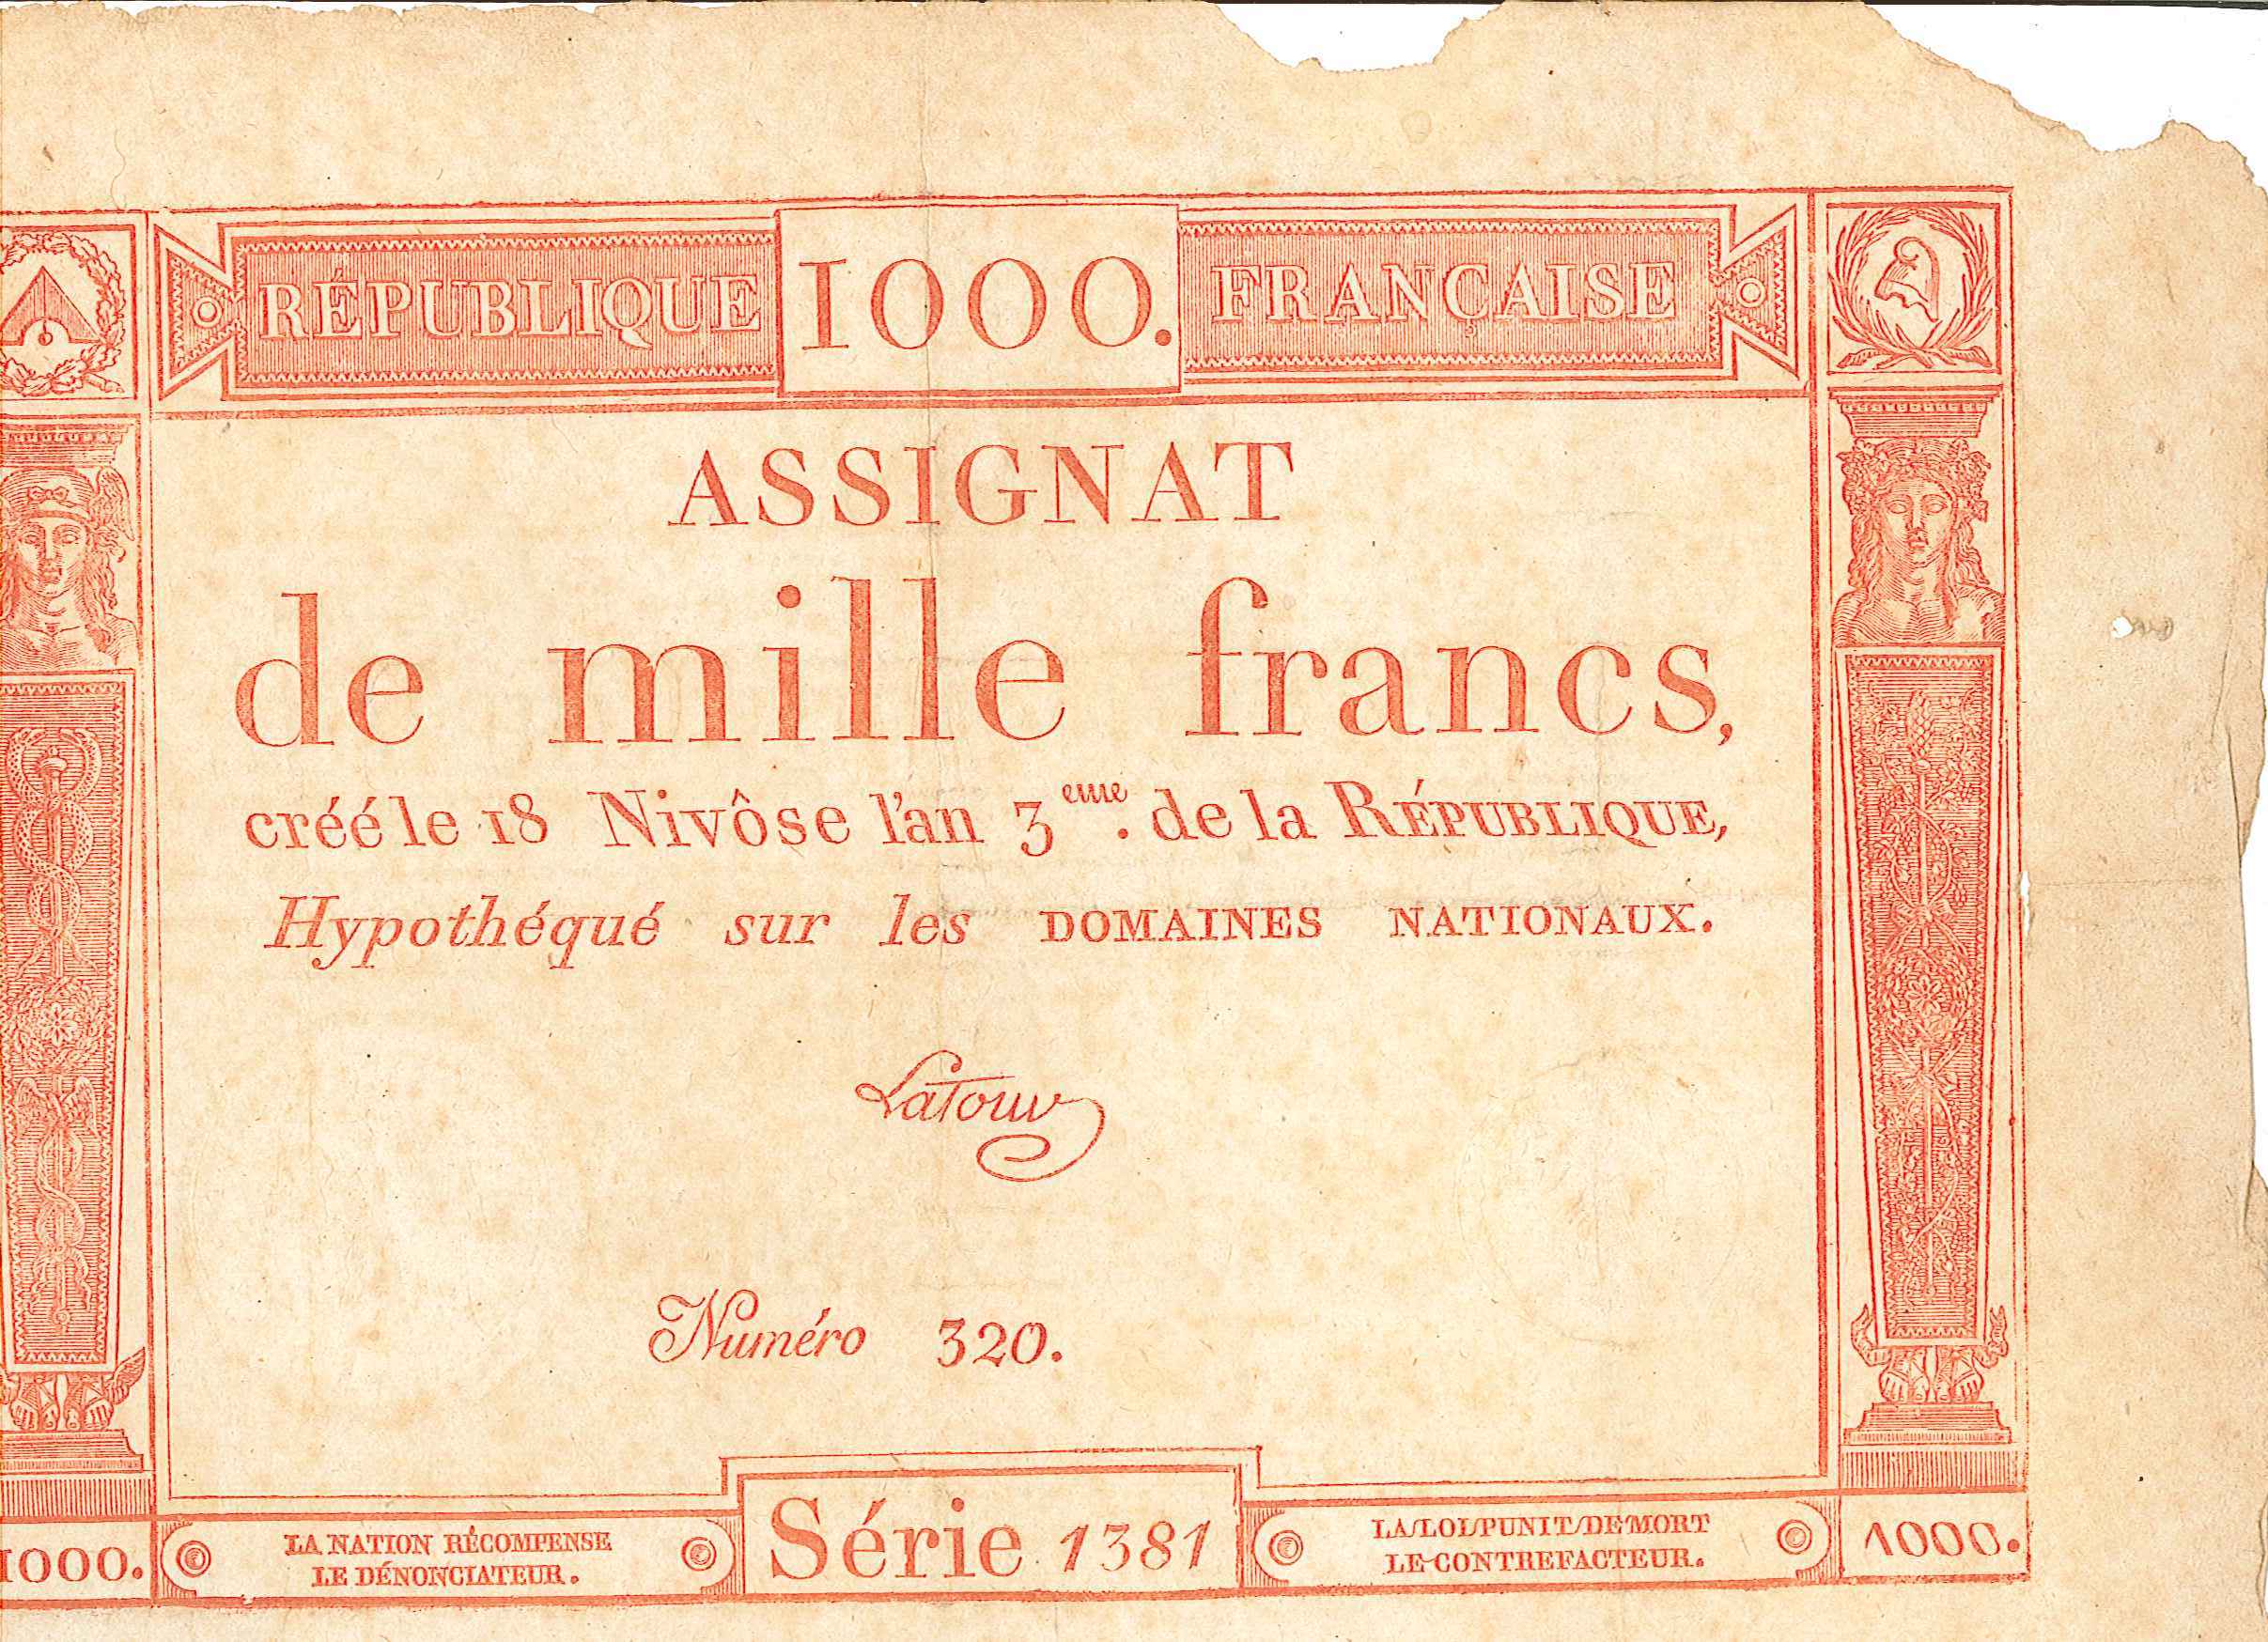 RÉPUBLIQUE 1000. FRANÇAISE
ASSIGNAT
de mille francs,
créé le 18 Nivôse l'an 3eme. de la RÉPUBLIQUE,
Hypothéqué sur les DOMAINES NATIONAUX.
Latour
Numéro 320.
1000.
LA NATION RÉCOMPENSE
LE DÉNONCIATEUR.
Série 1381
LA LOI PUNIT DE MORT
LE CONTREFACTEUR.
1000.